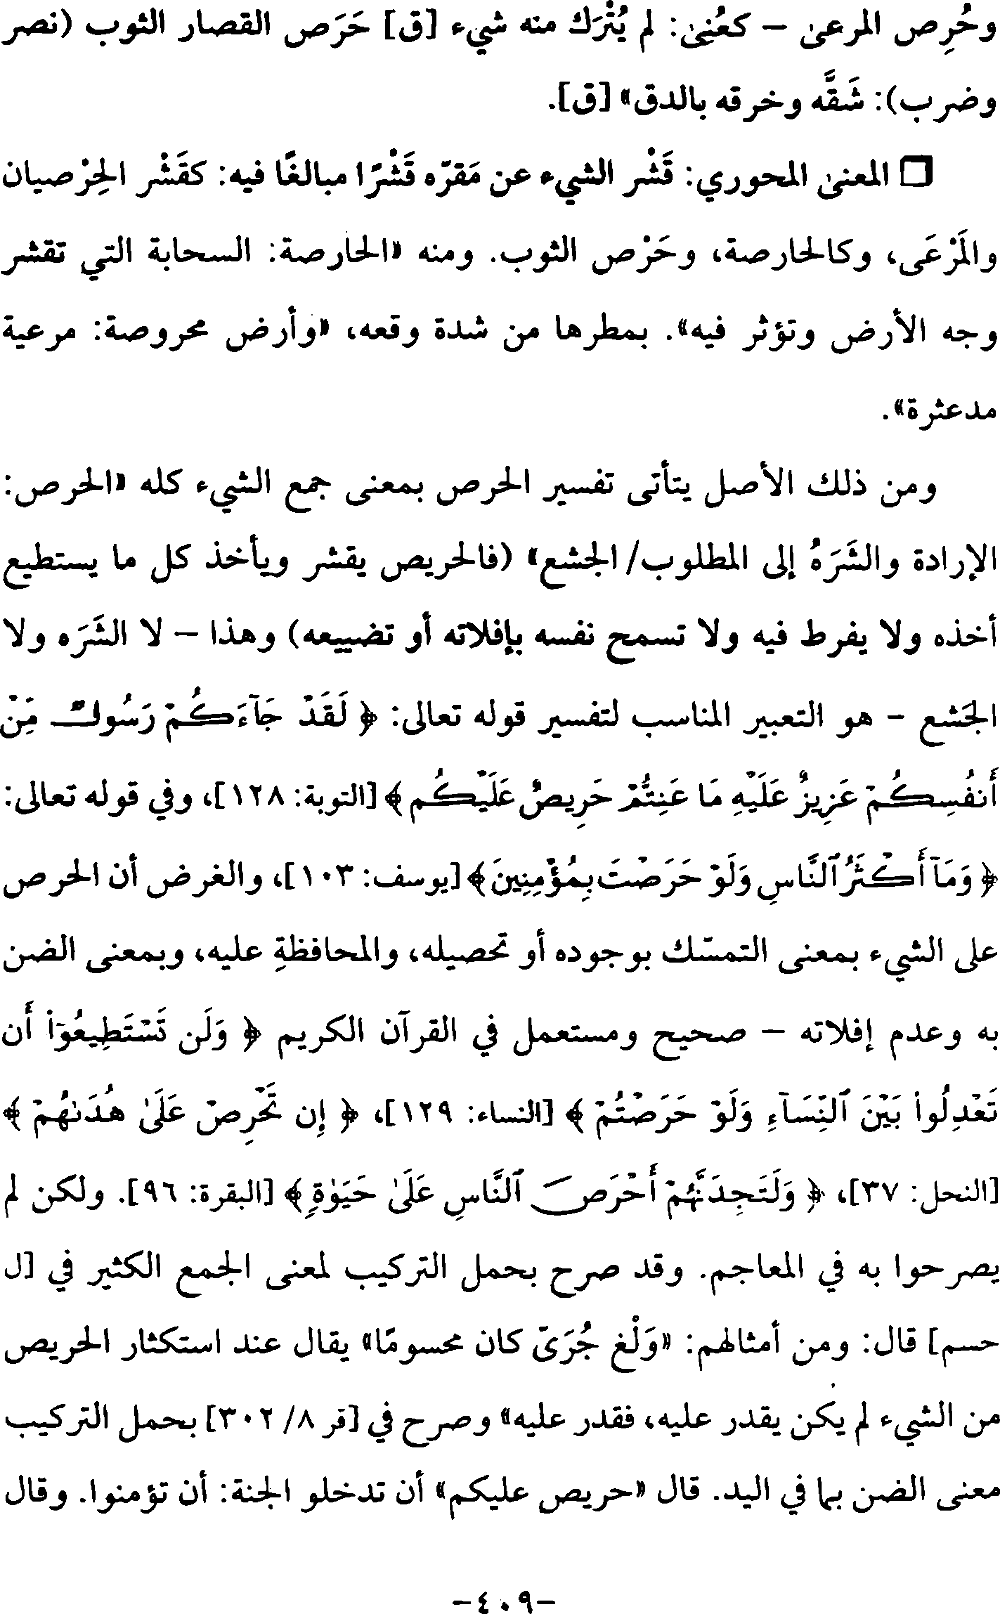 وحُرِص المرعىٰ – كعُنِىٰ: لم يُتْرَك منه شيء [ق] حَرَص القصار الثوب (نصر
وضرب): شَقَّه وخرقه بالدق» [ق].
❑ المعنىٰ المحوري: قَشْر الشيء عن مَقرّه قَشْرًا مبالغًا فيه: كقَشْر الحِرْصيان
والمَرْعَى، وكالحارصة، وحَرْص الثوب. ومنه «الحارصة: السحابة التي تقشر
وجه الأرض وتؤثر فيه». بمطرها من شدة وقعه، «وأرض محروصة: مرعية
مدعثرة».
ومن ذلك الأصل يتأتى تفسير الحرص بمعنى جمع الشيء كله «الحرص:
الإرادة والشَرَهُ إلى المطلوب/ الجشع» (فالحريص يقشر ويأخذ كل ما يستطيع
أخذه ولا يفرط فيه ولا تسمح نفسه بإفلاته أو تضييعه) وهذا – لا الشَرَه ولا
الجَشع – هو التعبير المناسب لتفسير قوله تعالى: ﴿ لَقَدْ جَآءَكُمْ رَسُولٌ مِّنْ
أَنفُسِكُمْ عَزِيزٌ عَلَيْهِ مَا عَنِتُّمْ حَرِيصٌ عَلَيْكُم ﴾ [التوبة: ١٢٨]، وفي قوله تعالى:
﴿ وَمَآ أَكْثَرُ ٱلنَّاسِ وَلَوْ حَرَصْتَ بِمُؤْمِنِينَ ﴾ [يوسف: ١٠٣]، والغرض أن الحرص
على الشيء بمعنى التمسّك بوجوده أو تحصيله، والمحافظةِ عليه، وبمعنى الضن
به وعدم إفلاته – صحيح ومستعمل في القرآن الكريم ﴿ وَلَن تَسْتَطِيعُوٓا۟ أَن
تَعْدِلُوا۟ بَيْنَ ٱلنِّسَآءِ وَلَوْ حَرَصْتُمْ ﴾ [النساء: ١٢٩]، ﴿ إِن تَحْرِصْ عَلَىٰ هُدَىٰهُمْ ﴾
[النحل: ٣٧]، ﴿ وَلَتَجِدَنَّهُمْ أَحْرَصَ ٱلنَّاسِ عَلَىٰ حَيَوٰةٍ ﴾ [البقرة: ٩٦]. ولكن لم
يصرحوا به في المعاجم. وقد صرح بحمل التركيب لمعنى الجمع الكثير في [ل
حسم] قال: ومن أمثالهم: «وَلْغ جُرَىّ كان محسومًا» يقال عند استكثار الحريص
من الشيء لم يكن يقدر عليه، فقدر عليه» وصرح في [قر ٨/ ٣٠٢] بحمل التركيب
معنى الضن بما في اليد. قال «حريص عليكم» أن تدخلو الجنة: أن تؤمنوا. وقال
-٤٠٩-